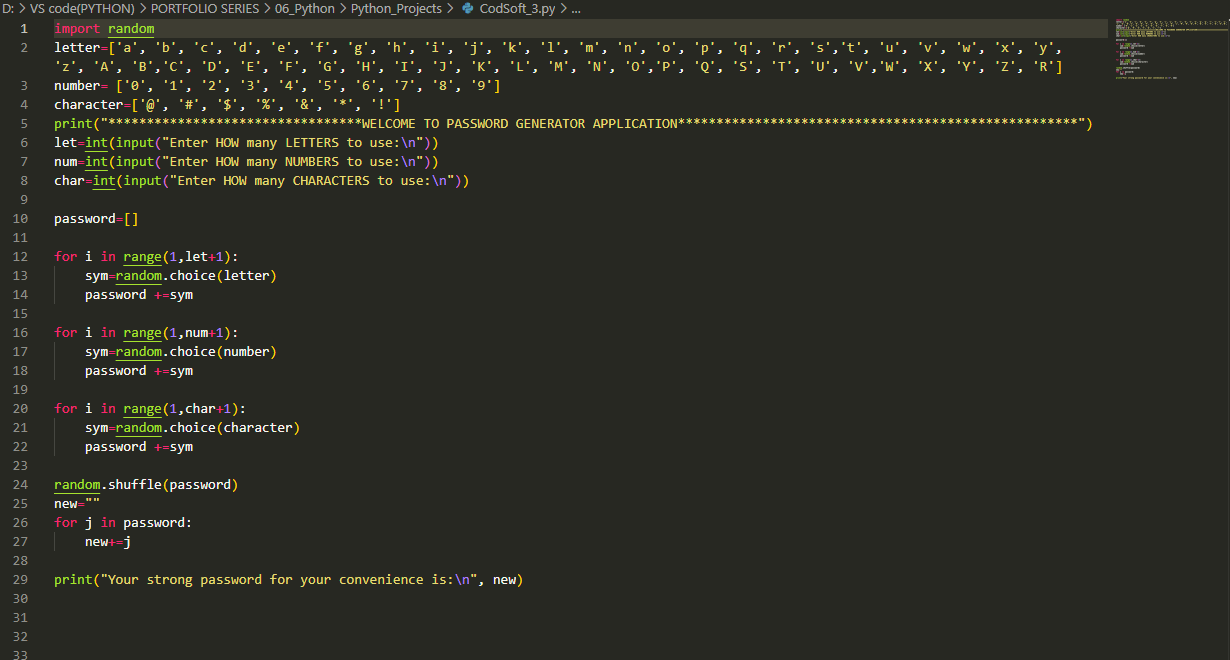 D: > VS code(PYTHON) > PORTFOLIO SERIES > 06_Python > Python_Projects > CodSoft_3.py > ...
1 import random
2 letter=['a', 'b', 'c', 'd', 'e', 'f', 'g', 'h', 'i', 'j', 'k', 'l', 'm', 'n', 'o', 'p', 'q', 'r', 's','t', 'u', 'v', 'w', 'x', 'y',
'z', 'A', 'B','C', 'D', 'E', 'F', 'G', 'H', 'I', 'J', 'K', 'L', 'M', 'N', 'O','P', 'Q', 'S', 'T', 'U', 'V','W', 'X', 'Y', 'Z', 'R']
3 number= ['0', '1', '2', '3', '4', '5', '6', '7', '8', '9']
4 character=['@', '#', '$', '%', '&', '*', '!']
5 print("*********************************WELCOME TO PASSWORD GENERATOR APPLICATION****************************************************")
6 let=int(input("Enter HOW many LETTERS to use:\n"))
7 num=int(input("Enter HOW many NUMBERS to use:\n"))
8 char=int(input("Enter HOW many CHARACTERS to use:\n"))
9
10 password=[]
11
12 for i in range(1,let+1):
13     sym=random.choice(letter)
14     password +=sym
15
16 for i in range(1,num+1):
17     sym=random.choice(number)
18     password +=sym
19
20 for i in range(1,char+1):
21     sym=random.choice(character)
22     password +=sym
23
24 random.shuffle(password)
25 new=""
26 for j in password:
27     new+=j
28
29 print("Your strong password for your convenience is:\n", new)
30
31
32
33